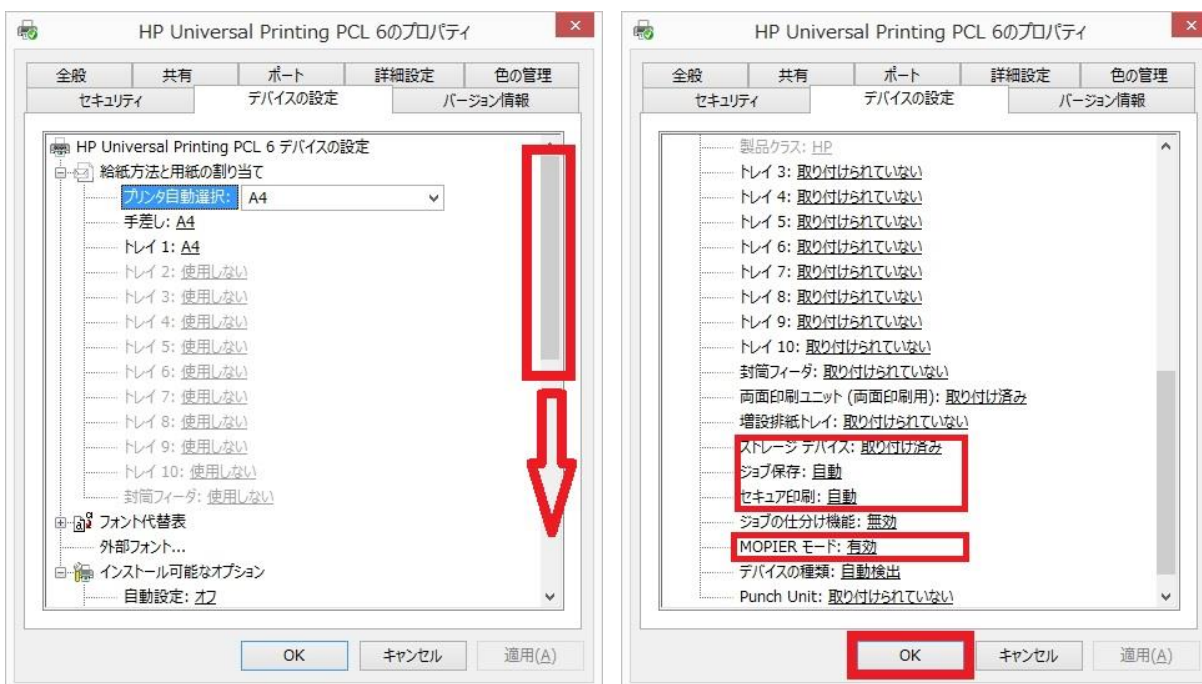 HP Universal Printing PCL 6のプロパティ
×
全般
共有
ポート
詳細設定
色の管理
セキュリティ
デバイスの設定
バージョン情報
HP Universal Printing PCL 6 デバイスの設定
給紙方法と用紙の割り当て
プリンタ自動選択: A4
手差し: A4
トレイ 1: A4
トレイ 2: 使用しない
トレイ 3: 使用しない
トレイ 4: 使用しない
トレイ 5: 使用しない
トレイ 6: 使用しない
トレイ 7: 使用しない
トレイ 8: 使用しない
トレイ 9: 使用しない
トレイ 10: 使用しない
封筒フィーダ: 使用しない
フォント代替表
外部フォント...
インストール可能なオプション
自動設定: オフ
OK
キャンセル
適用(A)
HP Universal Printing PCL 6のプロパティ
×
全般
共有
ポート
詳細設定
色の管理
セキュリティ
デバイスの設定
バージョン情報
製品クラス: HP
トレイ 3: 取り付けられていない
トレイ 4: 取り付けられていない
トレイ 5: 取り付けられていない
トレイ 6: 取り付けられていない
トレイ 7: 取り付けられていない
トレイ 8: 取り付けられていない
トレイ 9: 取り付けられていない
トレイ 10: 取り付けられていない
封筒フィーダ: 取り付けられていない
両面印刷ユニット (両面印刷用): 取り付け済み
増設排紙トレイ: 取り付けられていない
ストレージ デバイス: 取り付け済み
ジョブ保存: 自動
セキュア印刷: 自動
ジョブの仕分け機能: 無効
MOPIER モード: 有効
デバイスの種類: 自動検出
Punch Unit: 取り付けられていない
OK
キャンセル
適用(A)